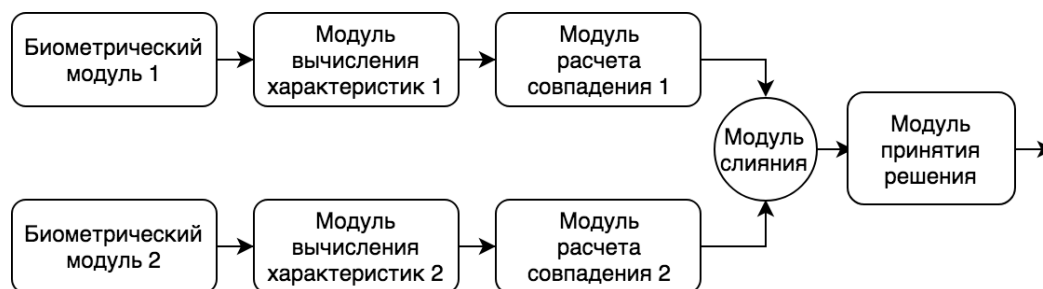 Биометрический
модуль 1
Модуль
вычисления
характеристик 1
Модуль
расчета
совпадения 1
Модуль
слияния
Модуль
принятия
решения
Биометрический
модуль 2
Модуль
вычисления
характеристик 2
Модуль
расчета
совпадения 2